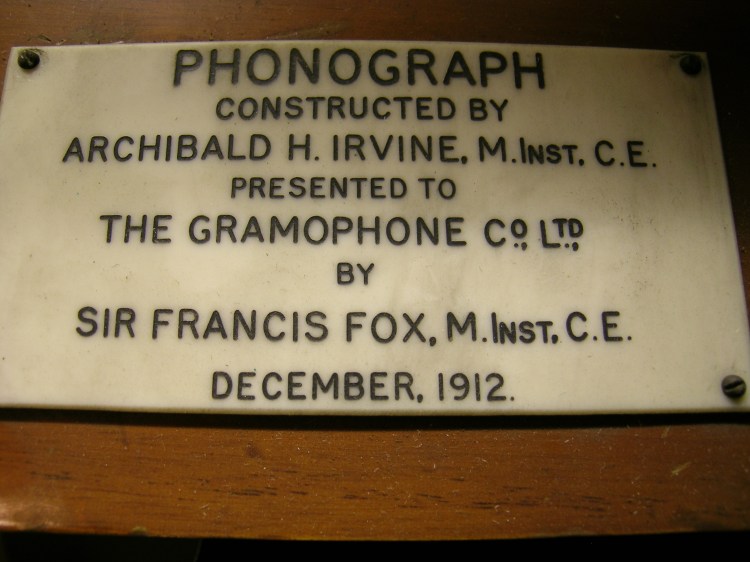 PHONOGRAPH
CONSTRUCTED BY
ARCHIBALD H. IRVINE, M.INST, C.E.
PRESENTED TO
THE GRAMOPHONE CO., LTD.,
BY
SIR FRANCIS FOX, M.INST, C.E.
DECEMBER, 1912.